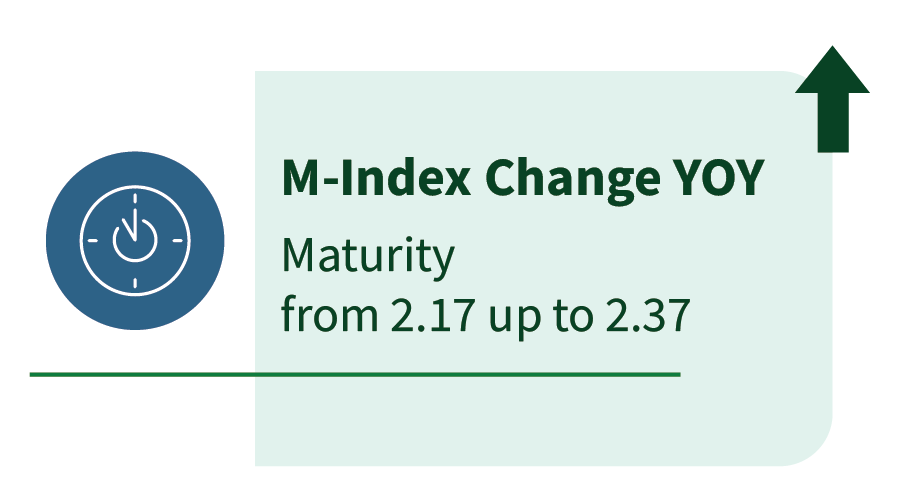 M-Index Change YOY
Maturity
from 2.17 up to 2.37